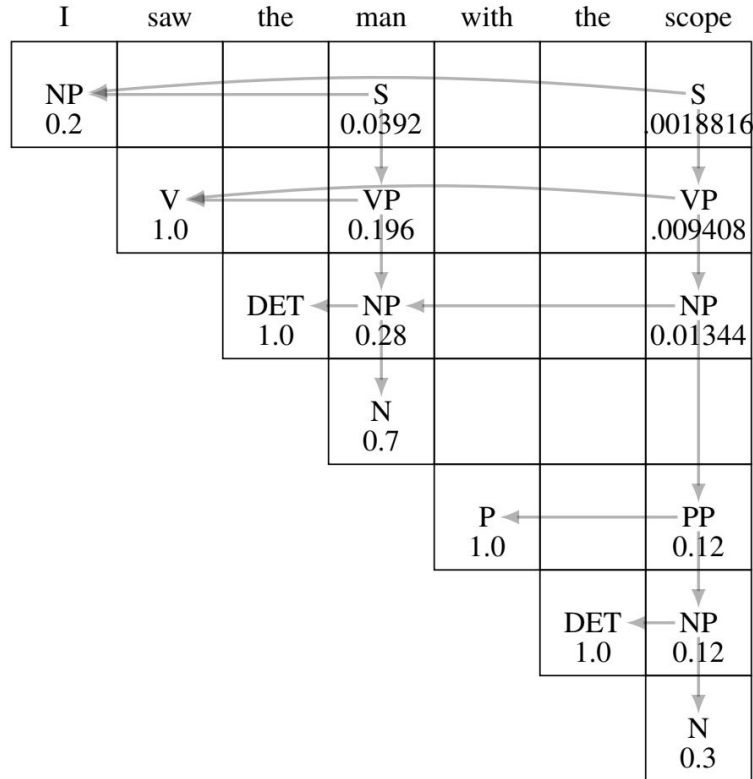 I saw the man with the scope
NP S S
0.2 0.0392 .0018816
V VP VP
1.0 0.196 .009408
DET NP NP
1.0 0.28 0.01344
N
0.7
P PP
1.0 0.12
DET NP
1.0 0.12
N
0.3